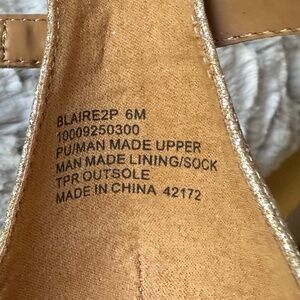 BLAIRE2P 6M
10009250300
PU/MAN MADE UPPER
MAN MADE LINING/SOCK
TPR OUTSOLE
MADE IN CHINA 42172